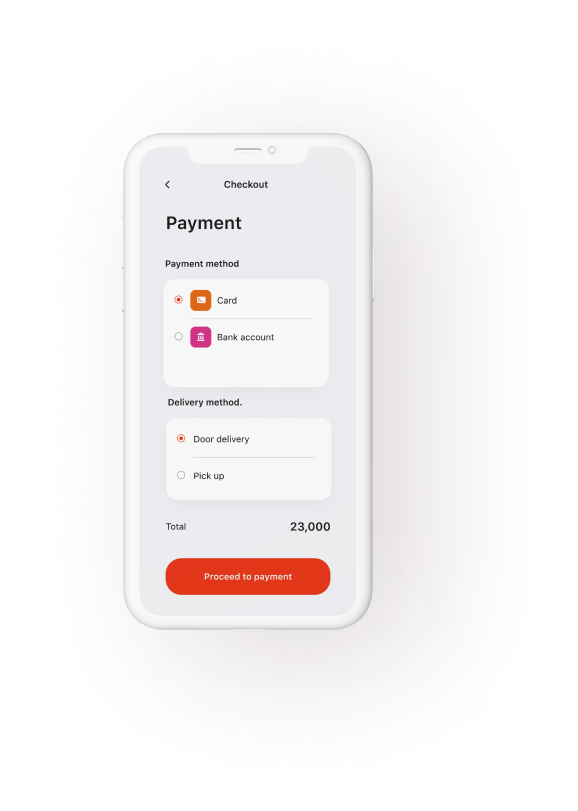 Checkout
Payment
Payment method
Card
Bank account
Delivery method.
Door delivery
Pick up
Total 23,000
Proceed to payment